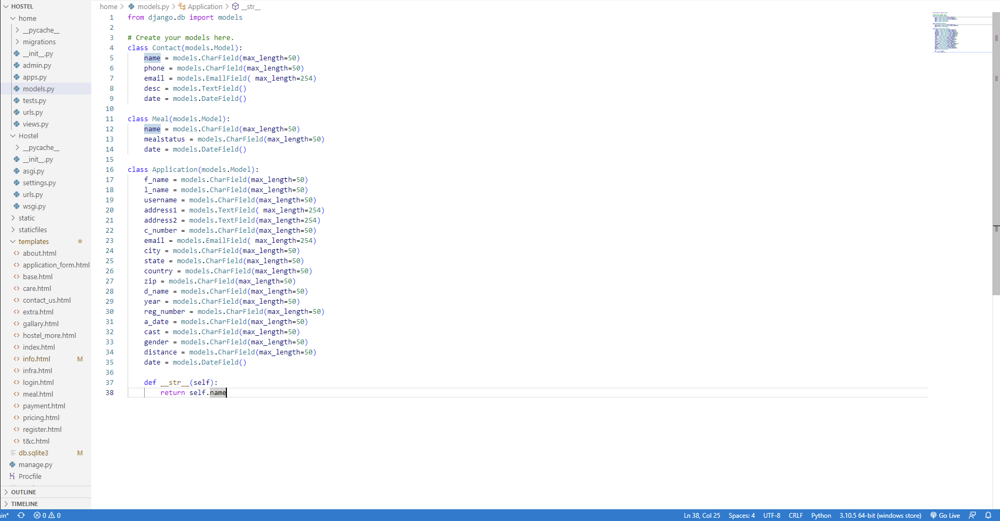 HOSTEL
home
__pycache__
migrations
__init__.py
admin.py
apps.py
models.py
tests.py
urls.py
views.py
Hostel
__pycache__
__init__.py
asgi.py
settings.py
urls.py
wsgi.py
static
staticfiles
templates
about.html
application_form.html
base.html
care.html
contact_us.html
extra.html
gallary.html
hostel_more.html
index.html
info.html M
infra.html
login.html
meal.html
payment.html
pricing.html
register.html
t&c.html
db.sqlite3 M
manage.py
Procfile
OUTLINE
TIMELINE
home > models.py > Application > __str__
1 from django.db import models
2
3 # Create your models here.
4 class Contact(models.Model):
5 name = models.CharField(max_length=50)
6 phone = models.CharField(max_length=50)
7 email = models.EmailField( max_length=254)
8 desc = models.TextField()
9 date = models.DateField()
10
11 class Meal(models.Model):
12 name = models.CharField(max_length=50)
13 mealstatus = models.CharField(max_length=50)
14 date = models.DateField()
15
16 class Application(models.Model):
17 f_name = models.CharField(max_length=50)
18 l_name = models.CharField(max_length=50)
19 username = models.CharField(max_length=50)
20 address1 = models.TextField( max_length=254)
21 address2 = models.TextField(max_length=254)
22 c_number = models.CharField(max_length=50)
23 email = models.EmailField( max_length=254)
24 city = models.CharField(max_length=50)
25 state = models.CharField(max_length=50)
26 country = models.CharField(max_length=50)
27 zip = models.CharField(max_length=50)
28 d_name = models.CharField(max_length=50)
29 year = models.CharField(max_length=50)
30 reg_number = models.CharField(max_length=50)
31 a_date = models.CharField(max_length=50)
32 cast = models.CharField(max_length=50)
33 gender = models.CharField(max_length=50)
34 distance = models.CharField(max_length=50)
35 date = models.DateField()
36
37 def __str__(self):
38 return self.name
in* 0 0 Ln 38, Col 25 Spaces: 4 UTF-8 CRLF Python 3.10.5 64-bit (windows store) Go Live